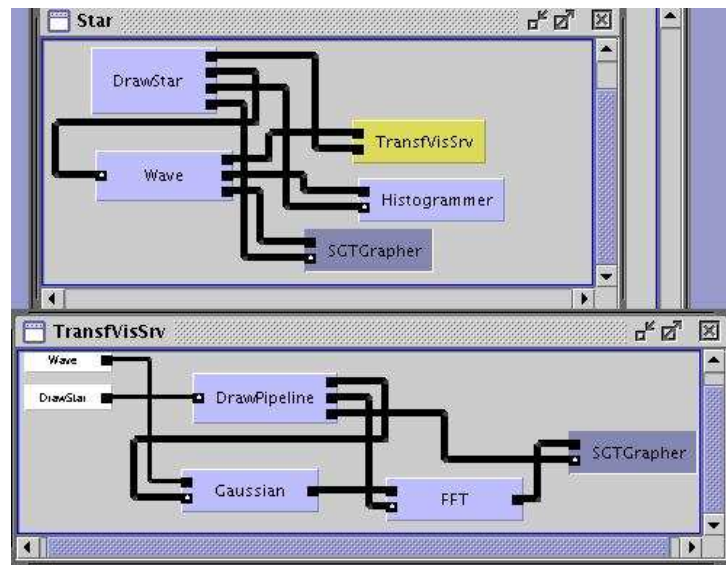 Star
DrawStar
TransfVisSrv
Wave
Histogrammer
SGTGrapher
TransfVisSrv
Wave
DrawStar
DrawPipeline
SGTGrapher
Gaussian
FFT